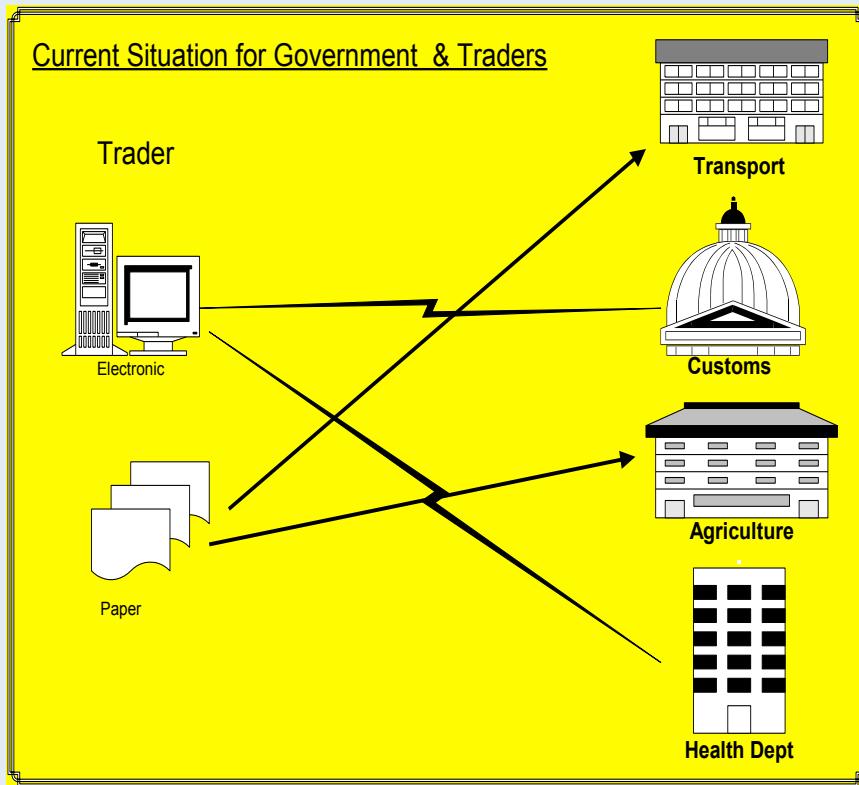 Current Situation for Government & Traders
Trader
Transport
Electronic
Customs
Agriculture
Paper
Health Dept